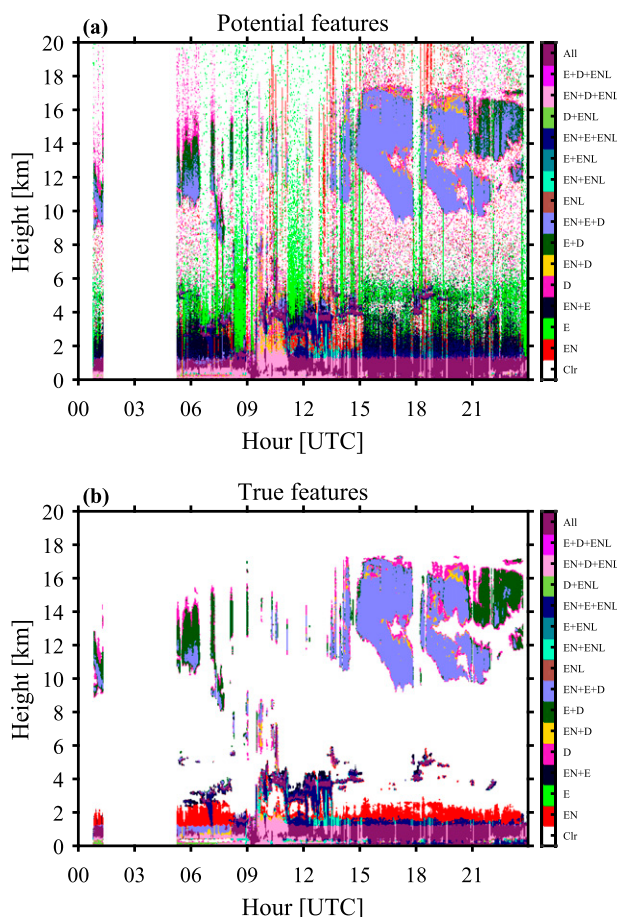 (a)
Potential features
20
18
16
14
12
10
8
6
4
2
0
Height [km]
00 03 06 09 12 15 18 21
Hour [UTC]
All
E+D+ENL
EN+D+ENL
D+ENL
EN+E+ENL
E+ENL
EN+ENL
ENL
EN+E+D
E+D
EN+D
D
EN+E
E
EN
Clr
(b)
True features
20
18
16
14
12
10
8
6
4
2
0
Height [km]
00 03 06 09 12 15 18 21
Hour [UTC]
All
E+D+ENL
EN+D+ENL
D+ENL
EN+E+ENL
E+ENL
EN+ENL
ENL
EN+E+D
E+D
EN+D
D
EN+E
E
EN
Clr